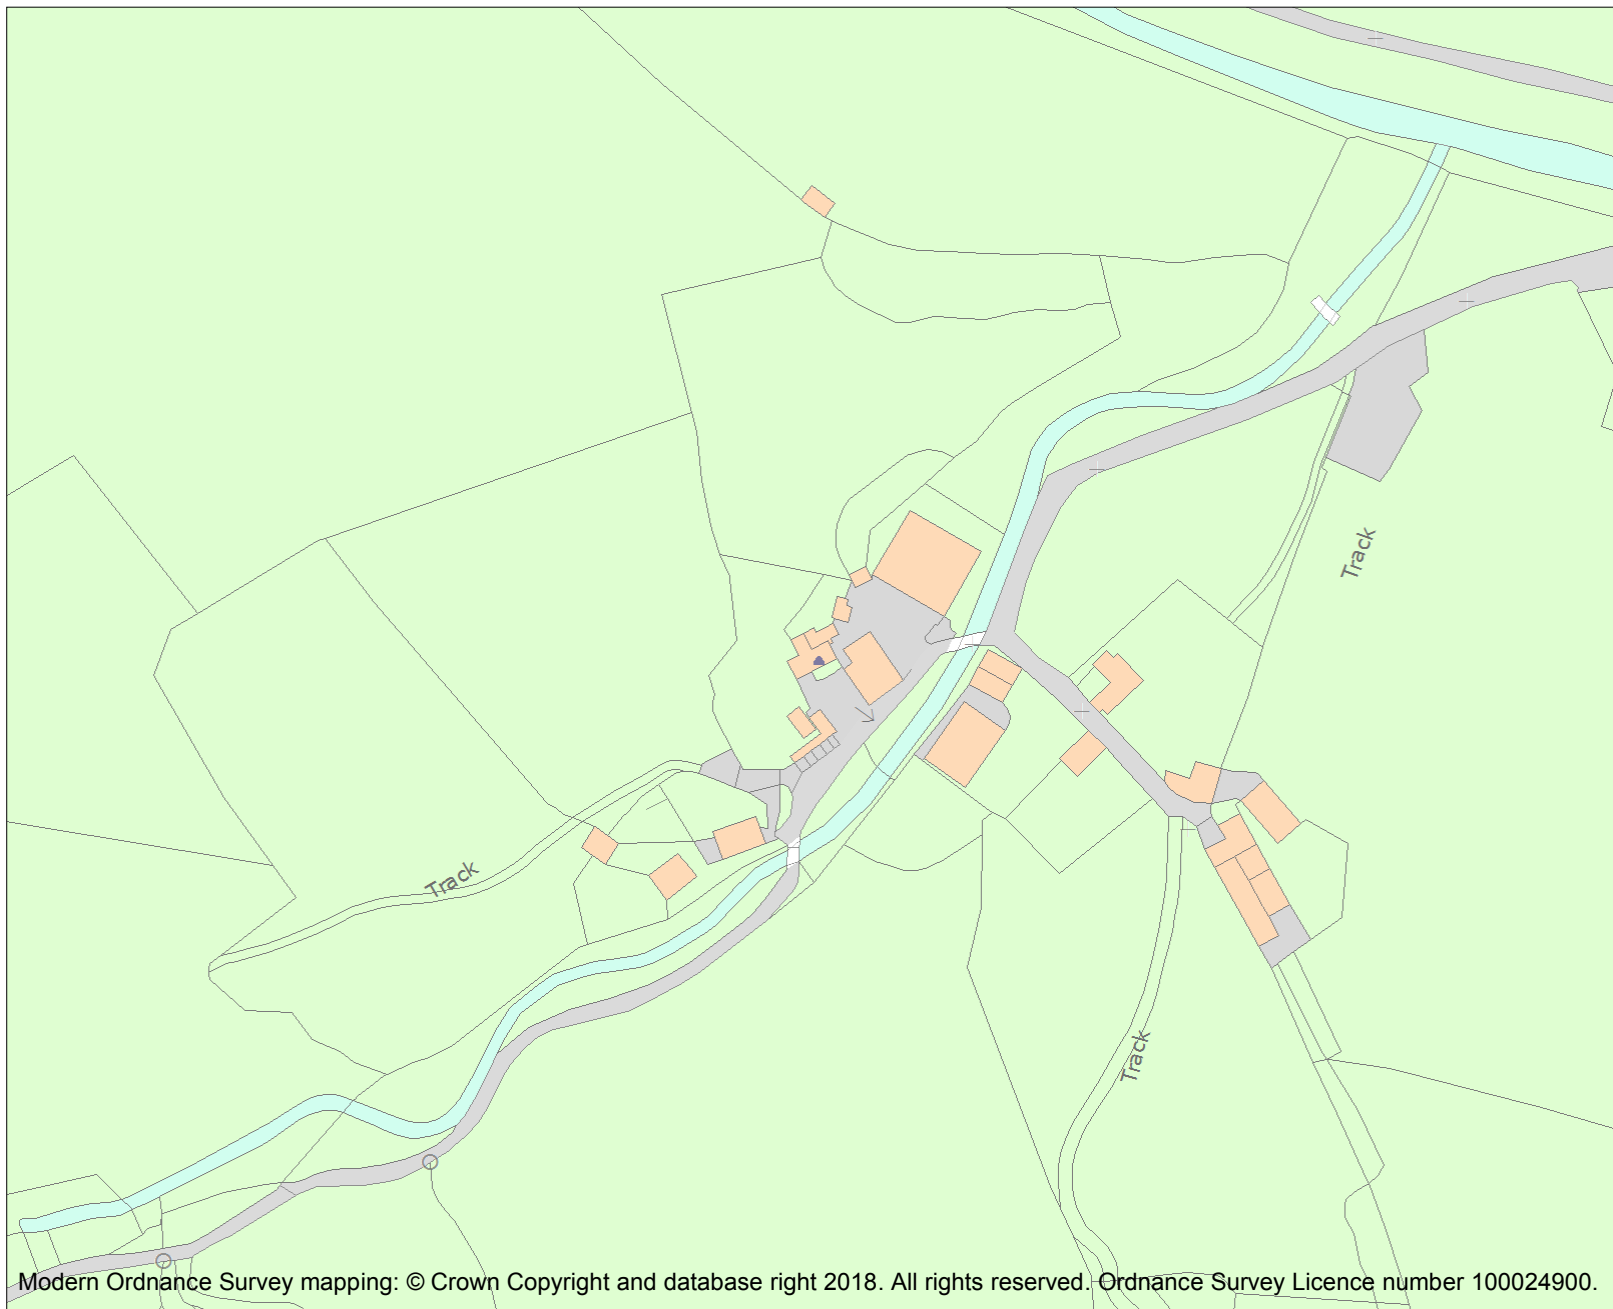 Track
Track
Track
Modern Ordnance Survey mapping: © Crown Copyright and database right 2018. All rights reserved. Ordnance Survey Licence number 100024900.